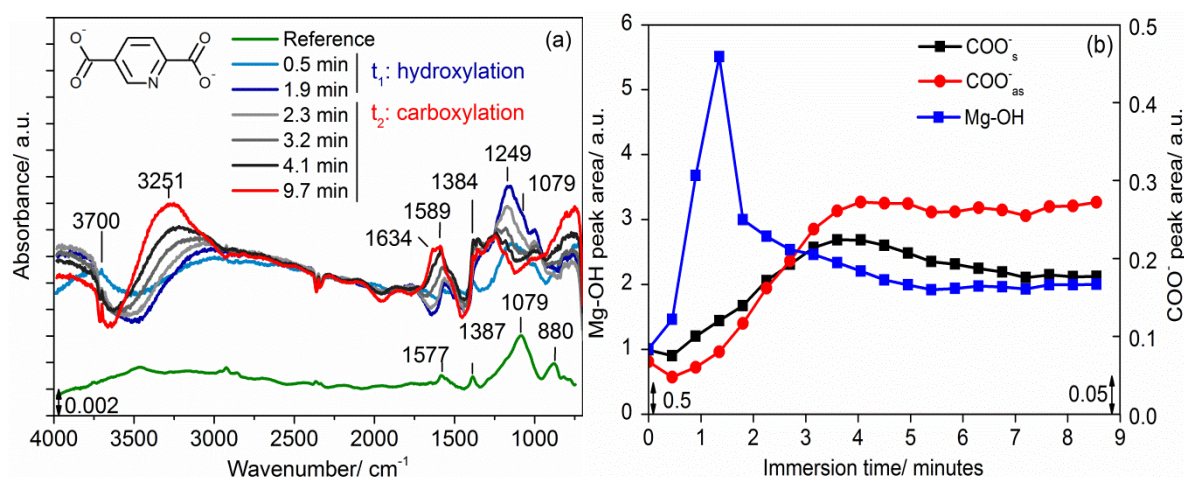 (a)
O⁻
O
O
O⁻
N
Reference
0.5 min
1.9 min
2.3 min
3.2 min
4.1 min
9.7 min
t₁: hydroxylation
t₂: carboxylation
3700
3251
1634
1589
1384
1249
1079
1577
1387
1079
880
0.002
Absorbance/ a.u.
4000 3500 3000 2500 2000 1500 1000
Wavenumber/ cm⁻¹
(b)
COO⁻ₛ
COO⁻ₐₛ
Mg-OH
Mg-OH peak area/ a.u.
6
5
4
3
2
1
0
0.5
0.05
COO⁻ peak area/ a.u.
0.5
0.4
0.3
0.2
0.1
0.0
0 1 2 3 4 5 6 7 8 9
Immersion time/ minutes